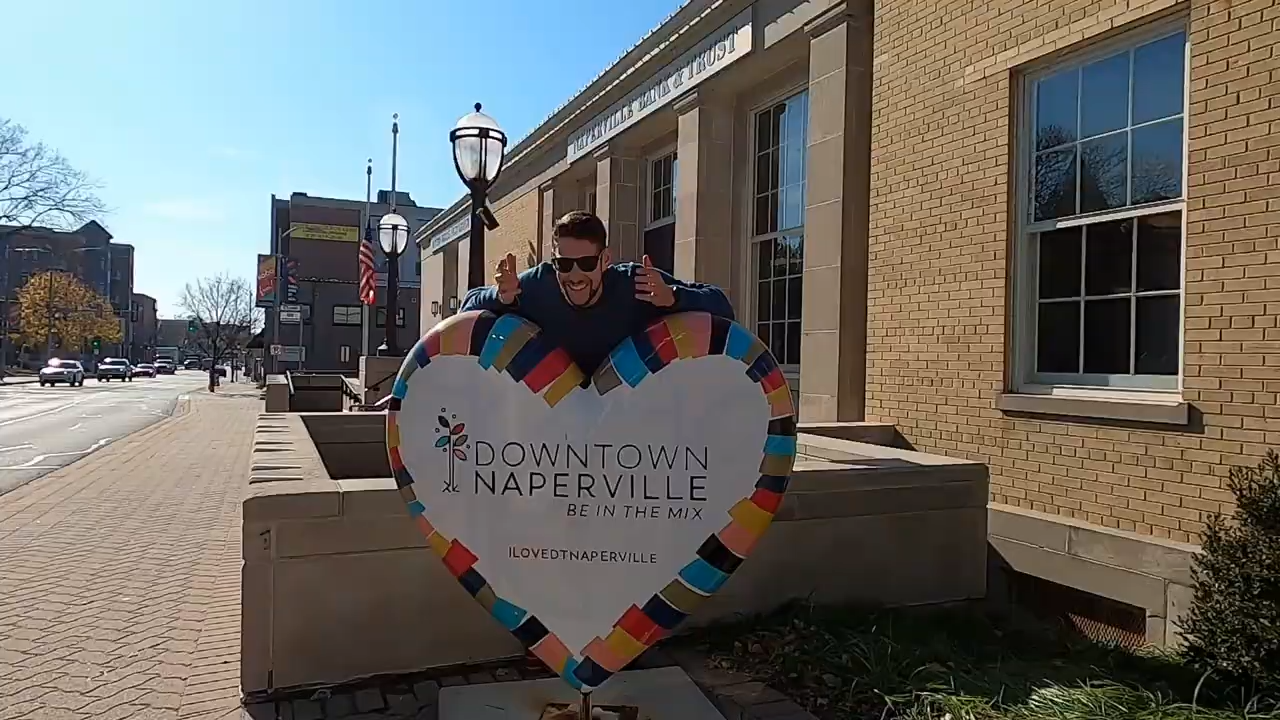 NAPERVILLE BANK & TRUST
DOWNTOWN
NAPERVILLE
BE IN THE MIX
ILOVEDTNAPERVILLE